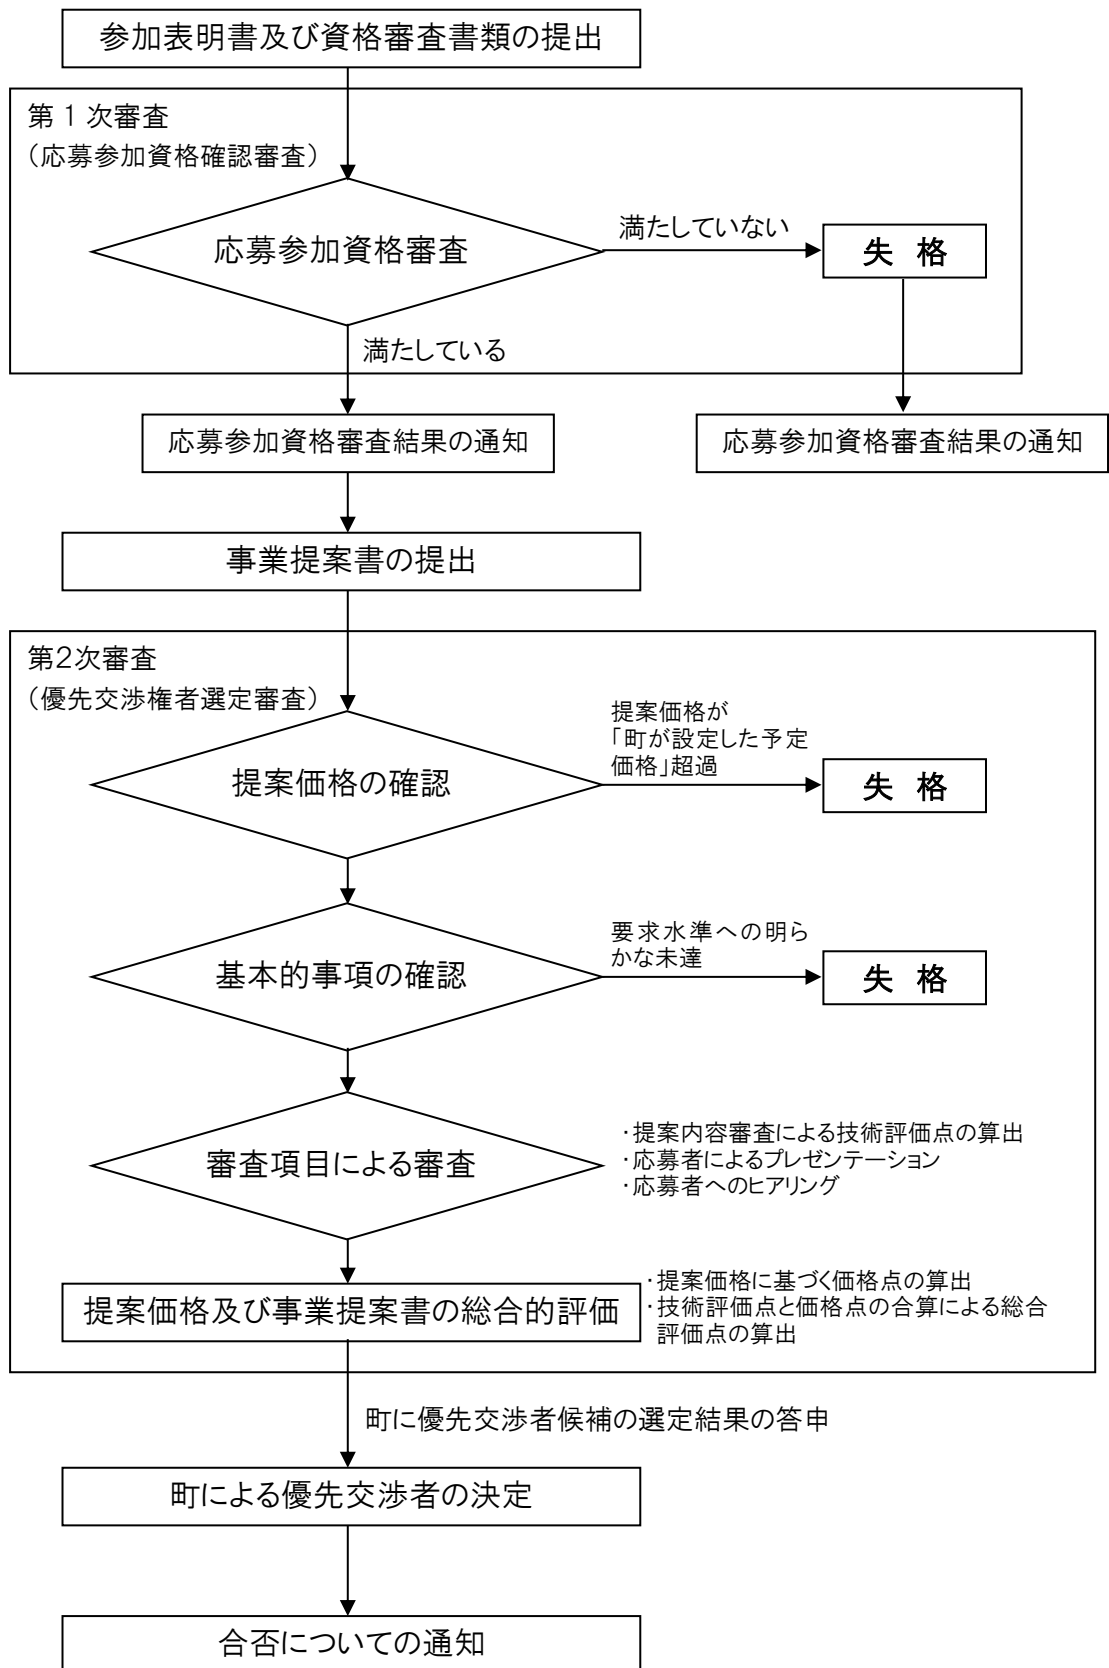 参加表明書及び資格審査書類の提出
第1次審査
（応募参加資格確認審査）
応募参加資格審査
満たしていない
失 格
満たしている
応募参加資格審査結果の通知
応募参加資格審査結果の通知
事業提案書の提出
第2次審査
（優先交渉権者選定審査）
提案価格の確認
提案価格が
「町が設定した予定
価格」超過
失 格
基本的事項の確認
要求水準への明ら
かな未達
失 格
審査項目による審査
・提案内容審査による技術評価点の算出
・応募者によるプレゼンテーション
・応募者へのヒアリング
提案価格及び事業提案書の総合的評価
・提案価格に基づく価格点の算出
・技術評価点と価格点の合算による総合
評価点の算出
町に優先交渉者候補の選定結果の答申
町による優先交渉者の決定
合否についての通知